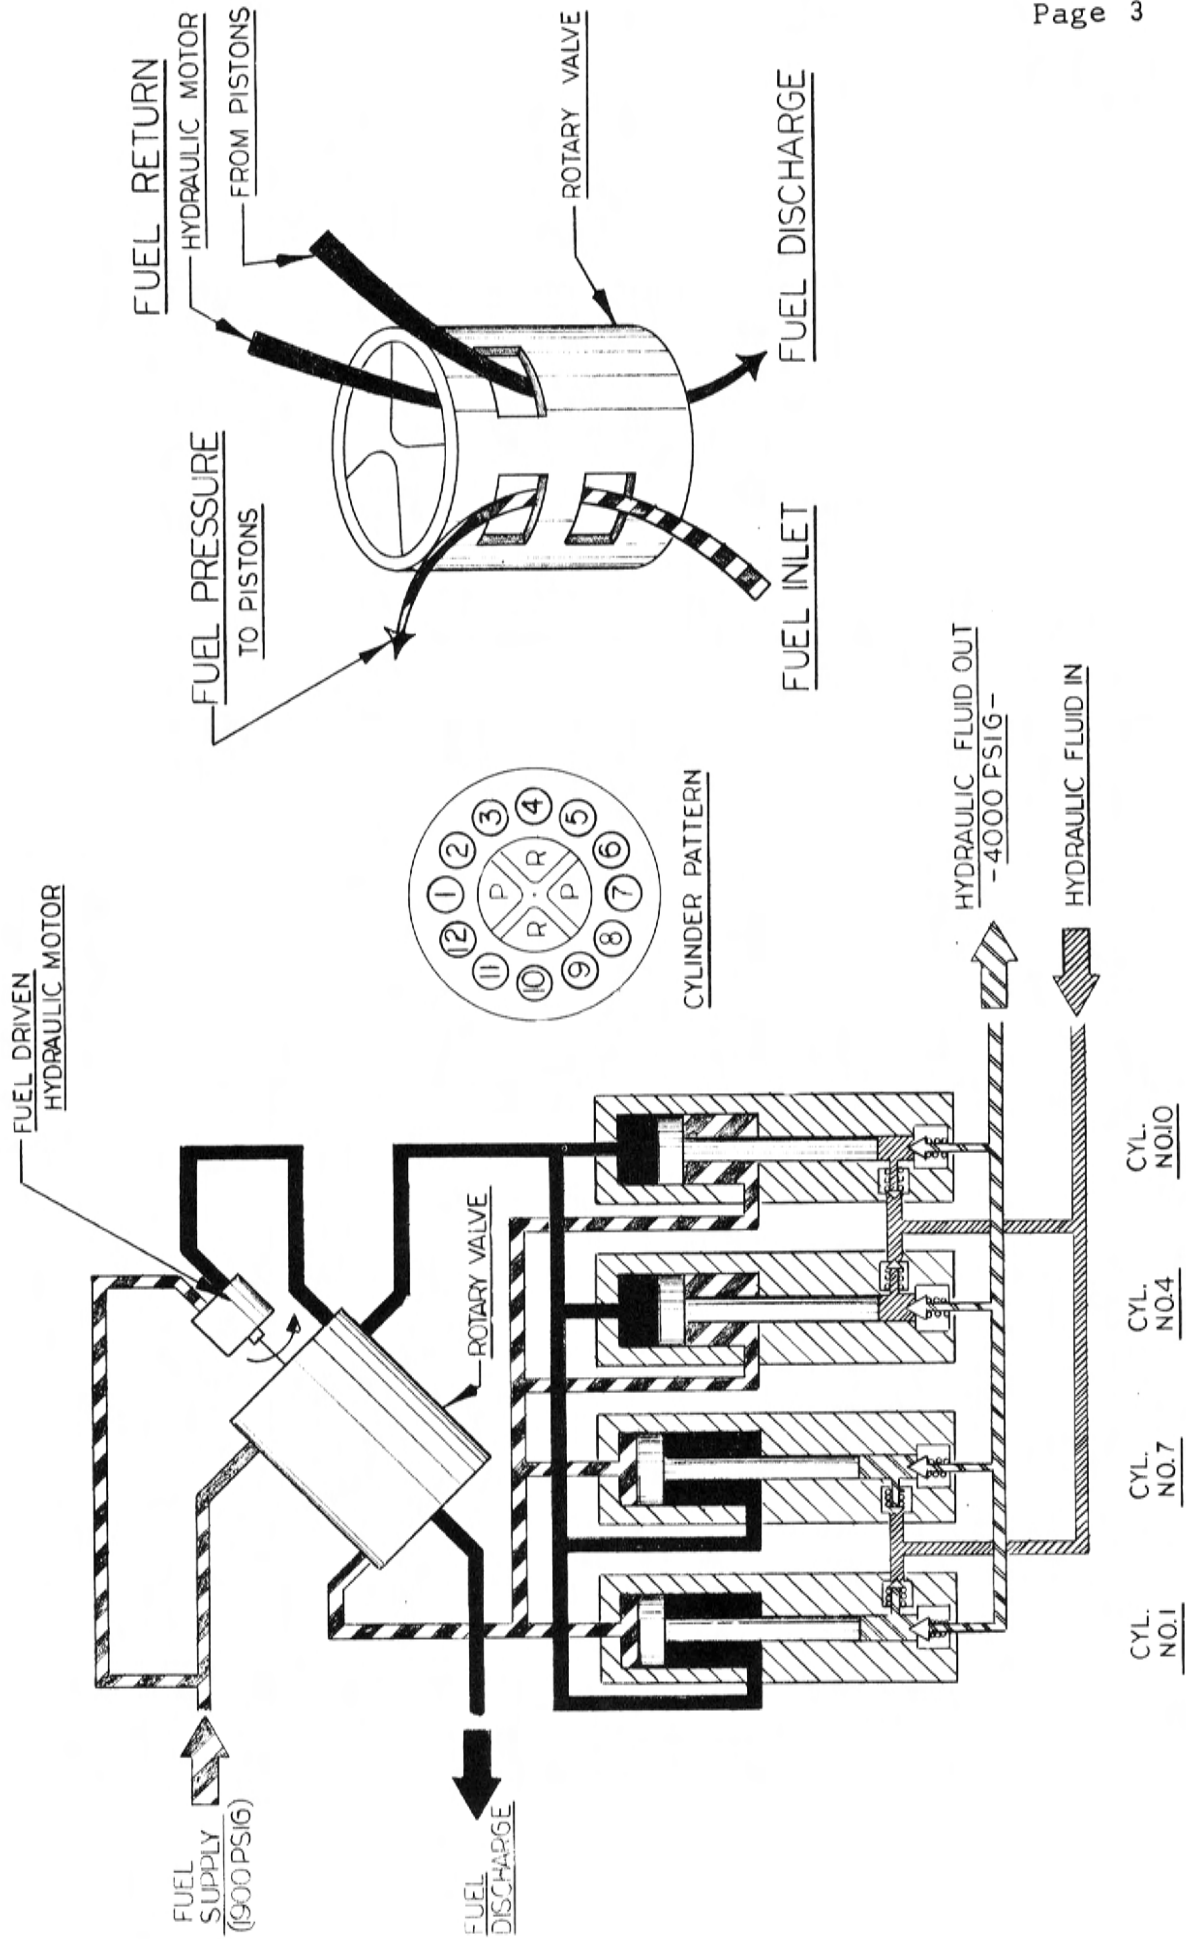 Page 3
FUEL DRIVEN
HYDRAULIC MOTOR
FUEL
SUPPLY
(1900 PSIG)
FUEL
DISCHARGE
ROTARY VALVE
CYL.
NO.1
CYL.
NO.7
CYL.
NO.4
CYL.
NO.10
HYDRAULIC FLUID OUT
-4000 PSIG-
HYDRAULIC FLUID IN
1
2
3
4
5
6
7
8
9
10
11
12
P
R
P
R
CYLINDER PATTERN
FUEL PRESSURE
TO PISTONS
FUEL RETURN
HYDRAULIC MOTOR
FROM PISTONS
ROTARY VALVE
FUEL INLET
FUEL DISCHARGE